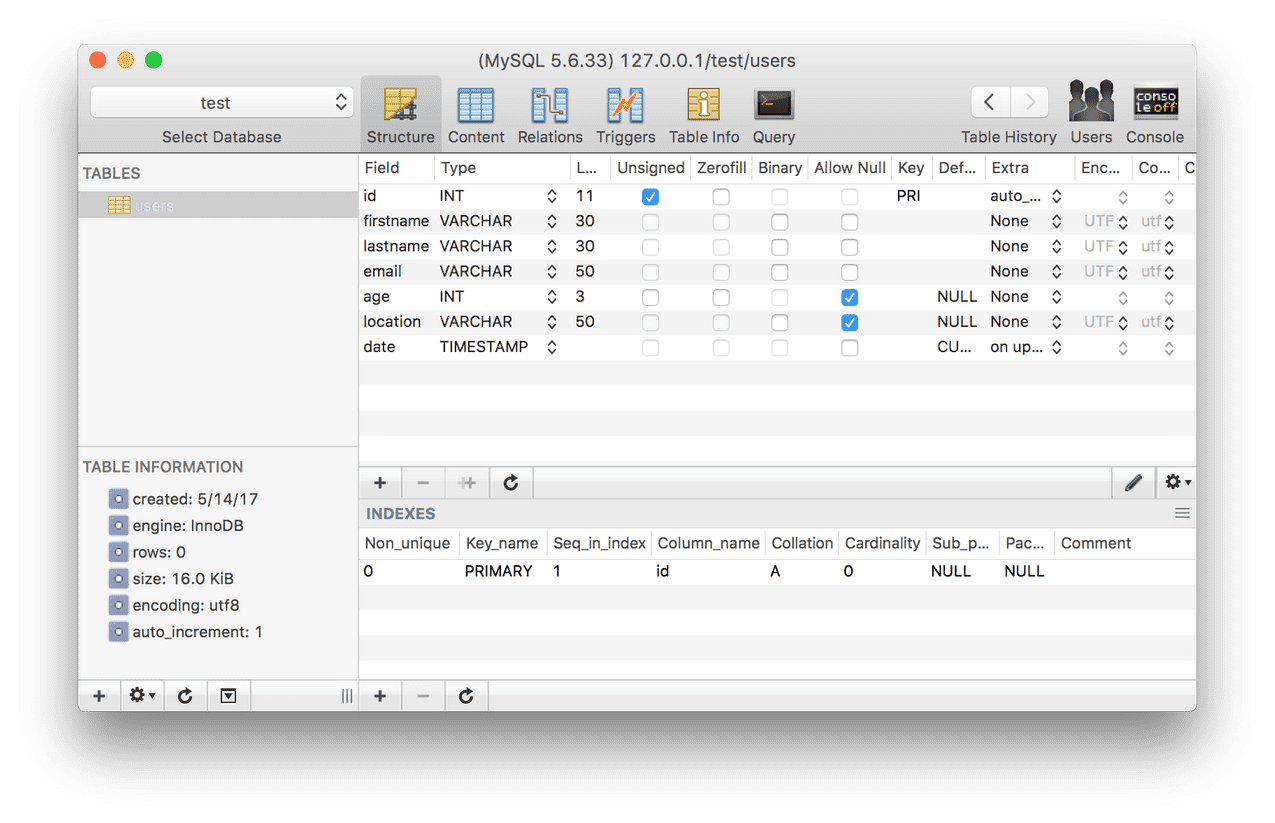 (MySQL 5.6.33) 127.0.0.1/test/users
test
Select Database
Structure Content Relations Triggers Table Info Query
Table History Users Console
conso
le off
TABLES
users
Field Type L... Unsigned Zerofill Binary Allow Null Key Def... Extra Enc... Co... C
id INT 11 PRI auto_...
firstname VARCHAR 30 None UTF utf
lastname VARCHAR 30 None UTF utf
email VARCHAR 50 None UTF utf
age INT 3 NULL None
location VARCHAR 50 NULL None UTF utf
date TIMESTAMP CU... on up...
TABLE INFORMATION
created: 5/14/17
engine: InnoDB
rows: 0
size: 16.0 KiB
encoding: utf8
auto_increment: 1
INDEXES
Non_unique Key_name Seq_in_index Column_name Collation Cardinality Sub_p... Pac... Comment
0 PRIMARY 1 id A 0 NULL NULL